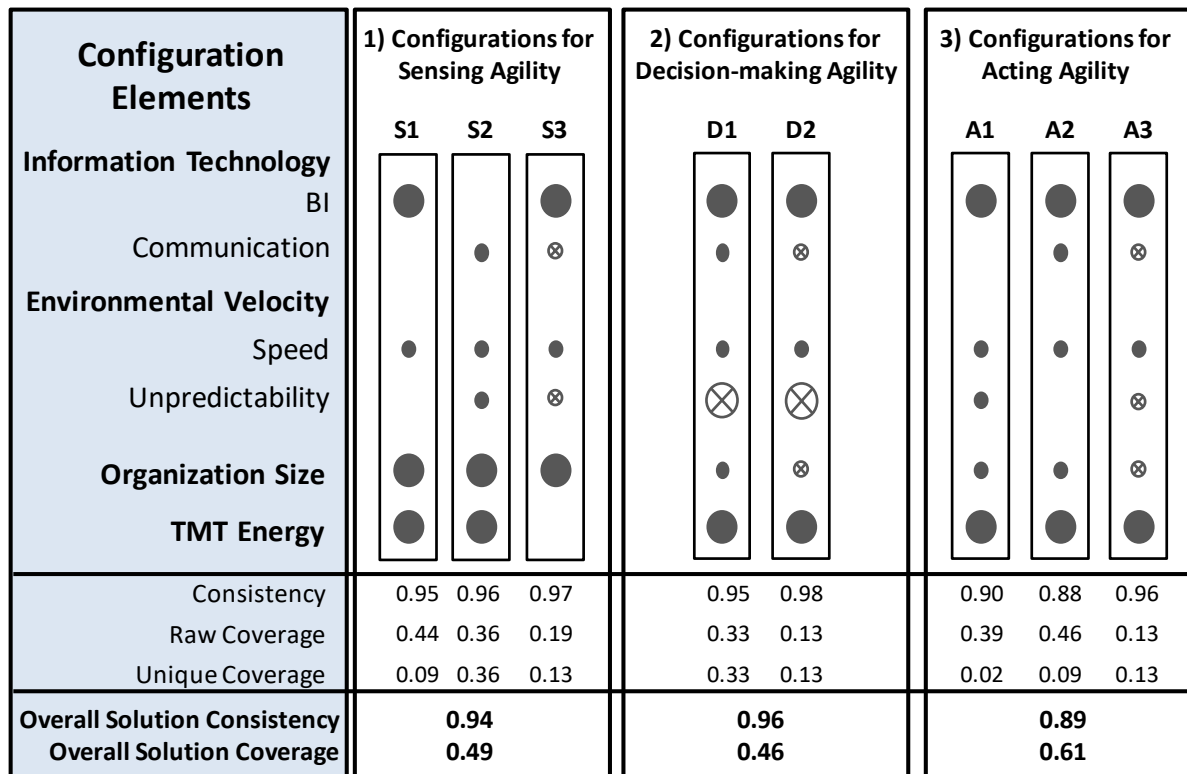 Configuration
Elements
1) Configurations for
Sensing Agility
2) Configurations for
Decision-making Agility
3) Configurations for
Acting Agility
S1 S2 S3 D1 D2 A1 A2 A3
Information Technology
BI
Communication
Environmental Velocity
Speed
Unpredictability
Organization Size
TMT Energy
Consistency 0.95 0.96 0.97 0.95 0.98 0.90 0.88 0.96
Raw Coverage 0.44 0.36 0.19 0.33 0.13 0.39 0.46 0.13
Unique Coverage 0.09 0.36 0.13 0.33 0.13 0.02 0.09 0.13
Overall Solution Consistency 0.94 0.96 0.89
Overall Solution Coverage 0.49 0.46 0.61